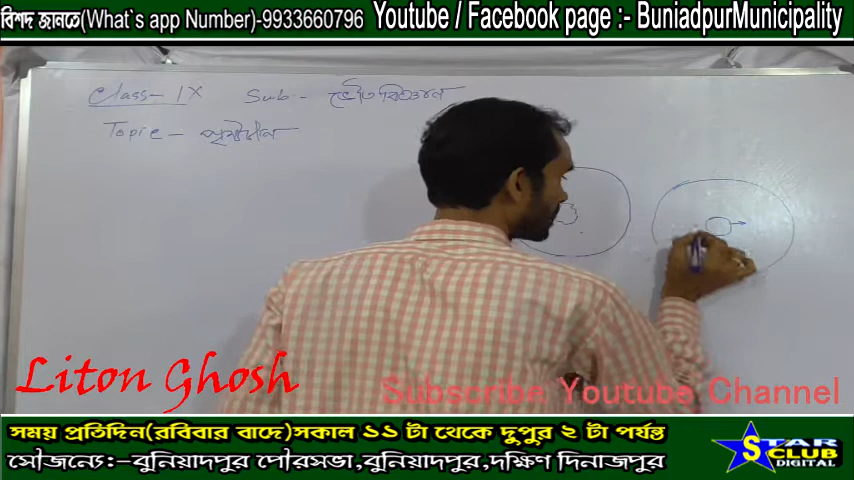 বিশদ জানতে(What`s app Number)-9933660796 Youtube / Facebook page :- BuniadpurMunicipality
Class - IX Sub :- ভৌতবিজ্ঞান
Topic - পৃষ্ঠটান
Liton Ghosh
Subscribe Youtube Channel
সময় প্রতিদিন(রবিবার বাদে)সকাল ১১ টা থেকে দুপুর ২ টা পর্যন্ত
সৌজন্যে:-বুনিয়াদপুর পৌরসভা,বুনিয়াদপুর,দক্ষিণ দিনাজপুর
STAR
S CLUB
DIGITAL